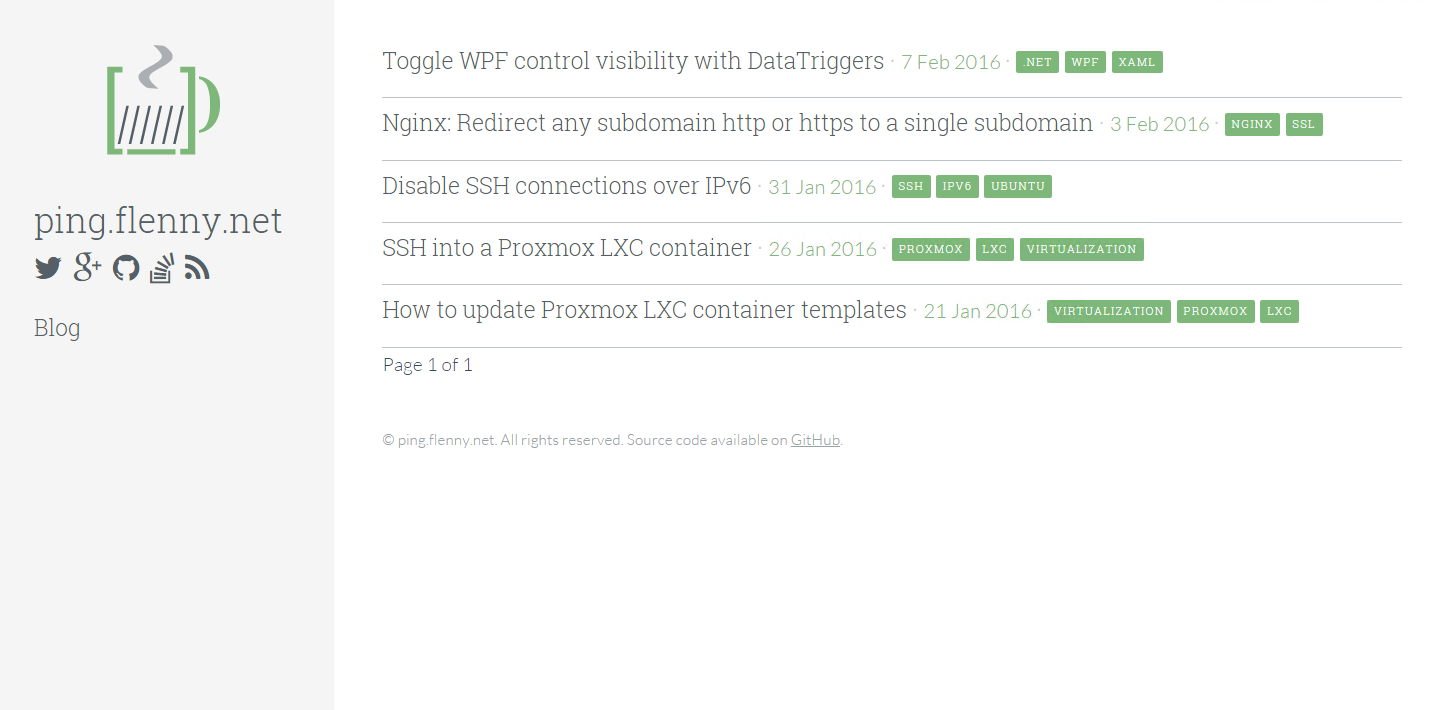 ping.flenny.net
Blog
Toggle WPF control visibility with DataTriggers · 7 Feb 2016 · .NET WPF XAML
Nginx: Redirect any subdomain http or https to a single subdomain · 3 Feb 2016 · NGINX SSL
Disable SSH connections over IPv6 · 31 Jan 2016 · SSH IPV6 UBUNTU
SSH into a Proxmox LXC container · 26 Jan 2016 · PROXMOX LXC VIRTUALIZATION
How to update Proxmox LXC container templates · 21 Jan 2016 · VIRTUALIZATION PROXMOX LXC
Page 1 of 1
© ping.flenny.net. All rights reserved. Source code available on GitHub.